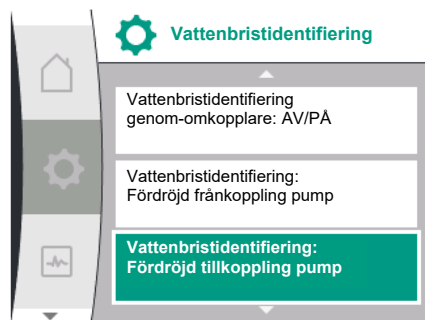 Vattenbristidentifiering
Vattenbristidentifiering
genom-omkopplare: AV/PÅ
Vattenbristidentifiering:
Fördröjd frånkoppling pump
Vattenbristidentifiering:
Fördröjd tillkoppling pump